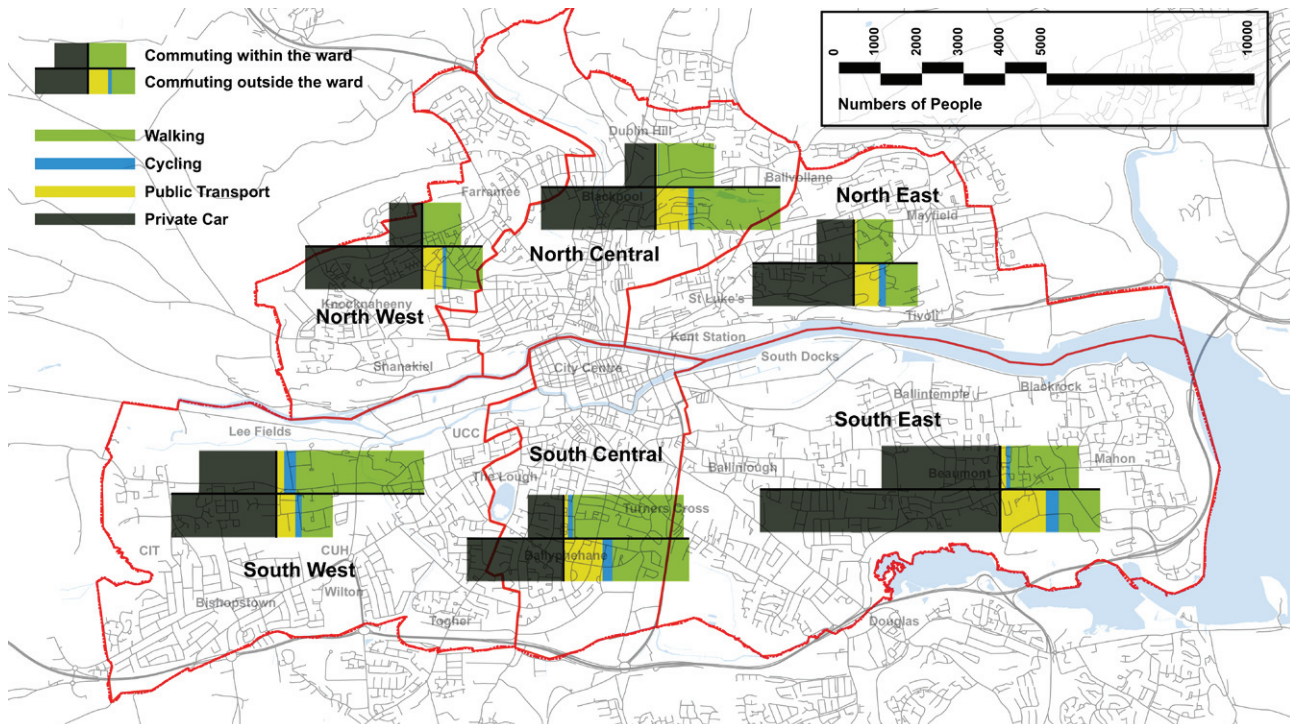 Commuting within the ward
Commuting outside the ward
Walking
Cycling
Public Transport
Private Car
0 1000 2000 3000 4000 5000 10000
Numbers of People
Dublin Hill
Farranree
Blackpool
Ballyvollane
North East
Mayfield
North Central
Knocknaheeny
North West
St Luke's
Tivoli
Kent Station
South Docks
Shanakiel
City Centre
Ballintemple
Blackrock
South East
Lee Fields
UCC
South Central
Ballinlough
Beaumont
Mahon
The Lough
Turners Cross
CIT
CUH
Ballyphehane
South West
Wilton
Bishopstown
Togher
Douglas